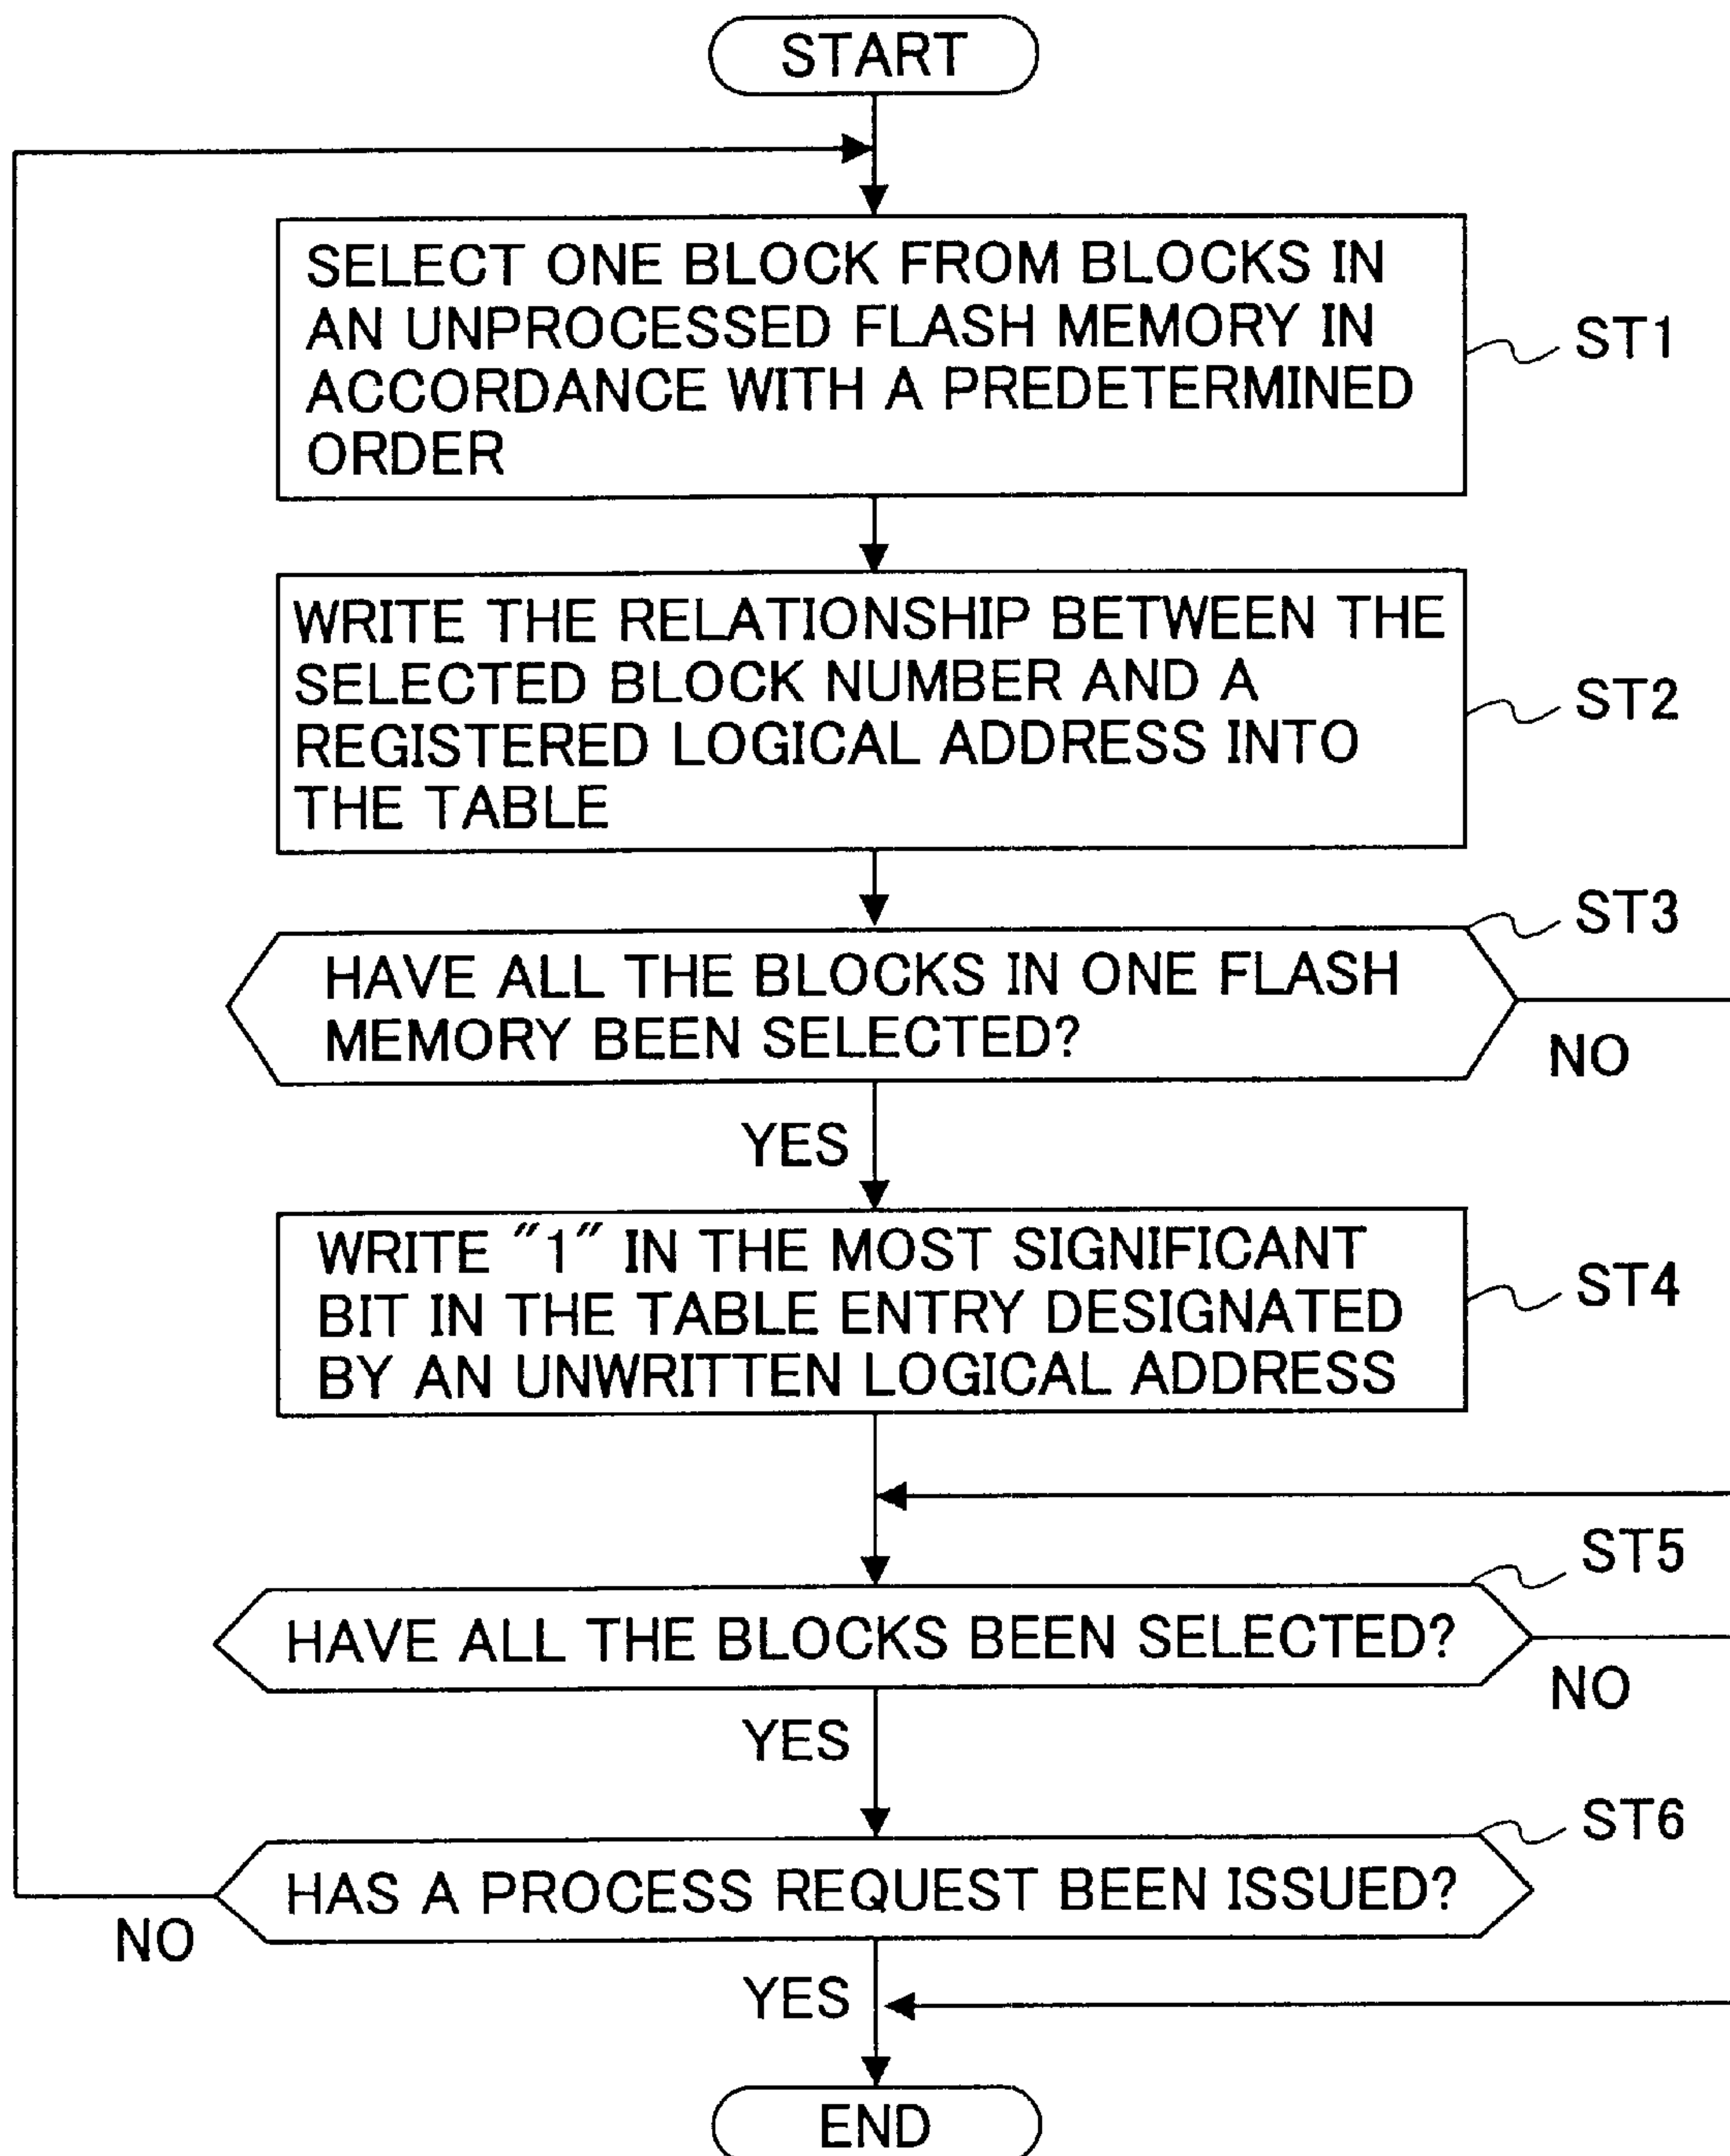 START
SELECT ONE BLOCK FROM BLOCKS IN
AN UNPROCESSED FLASH MEMORY IN
ACCORDANCE WITH A PREDETERMINED
ORDER
ST1
WRITE THE RELATIONSHIP BETWEEN THE
SELECTED BLOCK NUMBER AND A
REGISTERED LOGICAL ADDRESS INTO
THE TABLE
ST2
ST3
HAVE ALL THE BLOCKS IN ONE FLASH
MEMORY BEEN SELECTED?
NO
YES
WRITE "1" IN THE MOST SIGNIFICANT
BIT IN THE TABLE ENTRY DESIGNATED
BY AN UNWRITTEN LOGICAL ADDRESS
ST4
ST5
HAVE ALL THE BLOCKS BEEN SELECTED?
NO
YES
ST6
HAS A PROCESS REQUEST BEEN ISSUED?
NO
YES
END